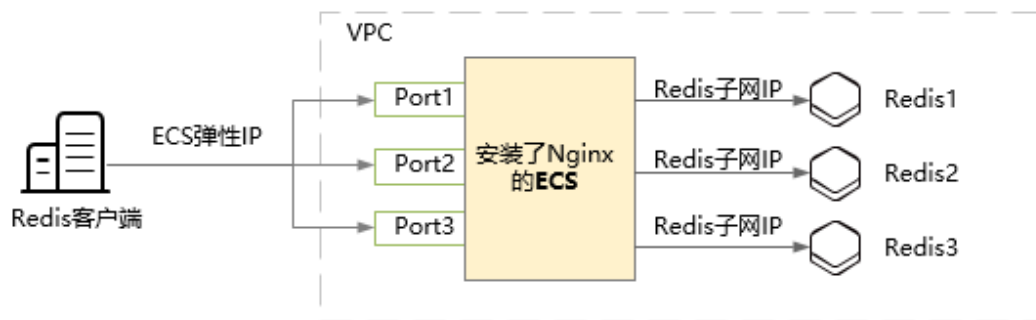 VPC
Port1
Redis子网IP
Redis1
ECS弹性IP
Port2
安装了Nginx
的ECS
Redis子网IP
Redis2
Redis客户端
Port3
Redis子网IP
Redis3